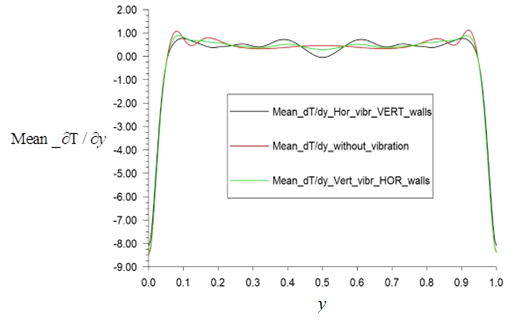 2.00
1.00
0.00
-1.00
-2.00
-3.00
-4.00
-5.00
-6.00
-7.00
-8.00
-9.00
Mean _∂T / ∂y
Mean_dT/dy_Hor_vibr_VERT_walls
Mean_dT/dy_without_vibration
Mean_dT/dy_Vert_vibr_HOR_walls
0.0 0.1 0.2 0.3 0.4 0.5 0.6 0.7 0.8 0.9 1.0
y